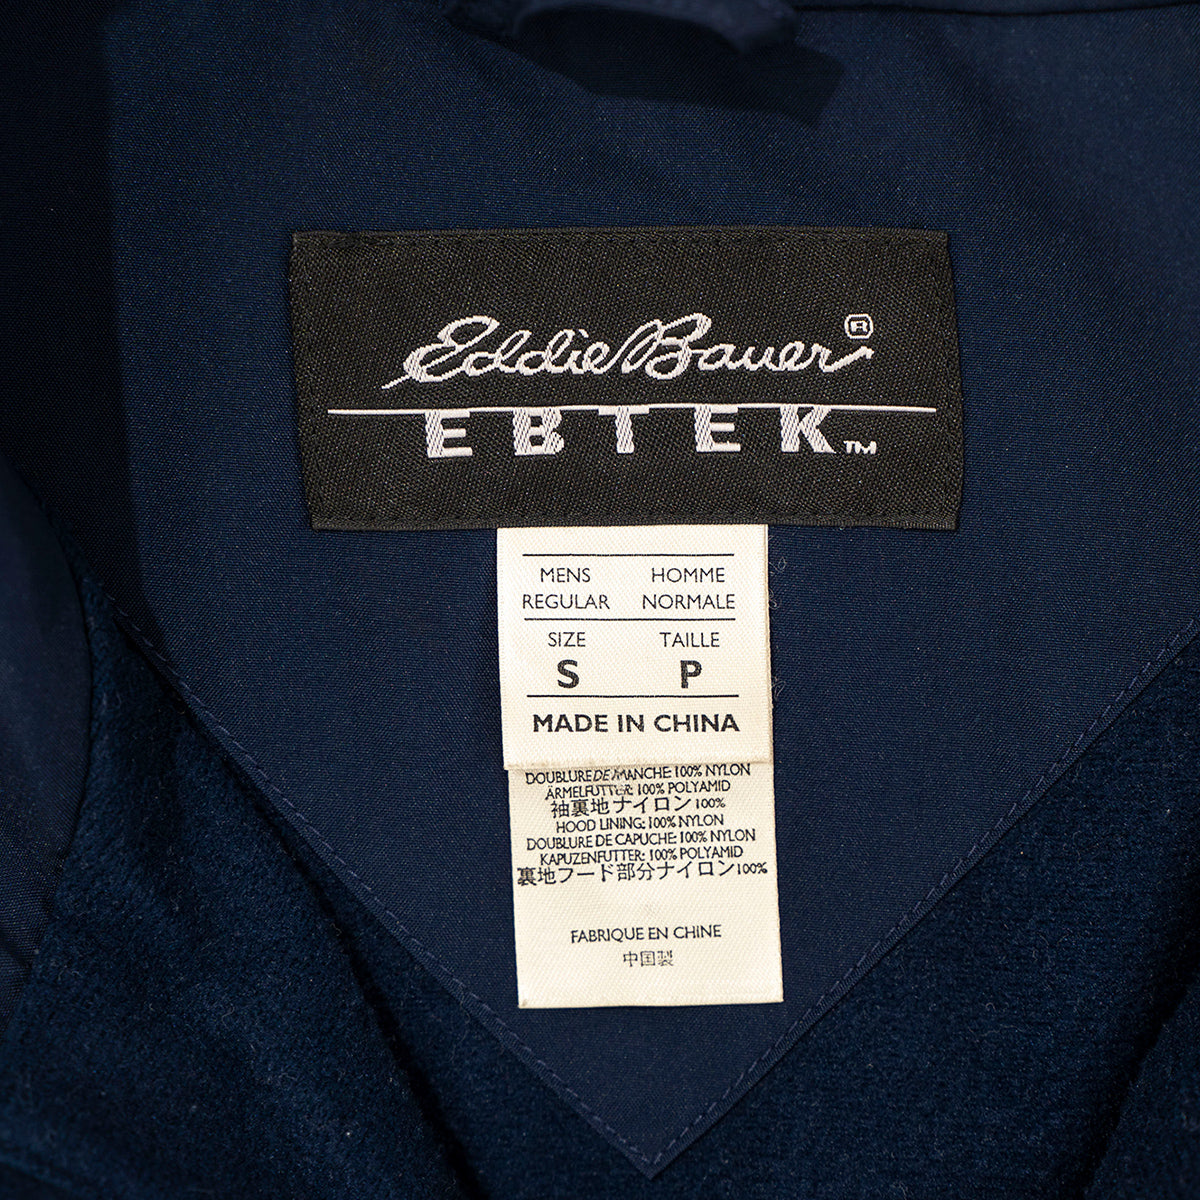 Eddie Bauer®
EBTEK™
MENS HOMME
REGULAR NORMALE
SIZE TAILLE
S P
MADE IN CHINA
DOUBLURE DE MANCHE: 100% NYLON
ÄRMELFUTTER: 100% POLYAMID
袖裏地ナイロン100%
HOOD LINING: 100% NYLON
DOUBLURE DE CAPUCHE: 100% NYLON
KAPUZENFUTTER: 100% POLYAMID
裏地フード部分ナイロン100%
FABRIQUE EN CHINE
中国製